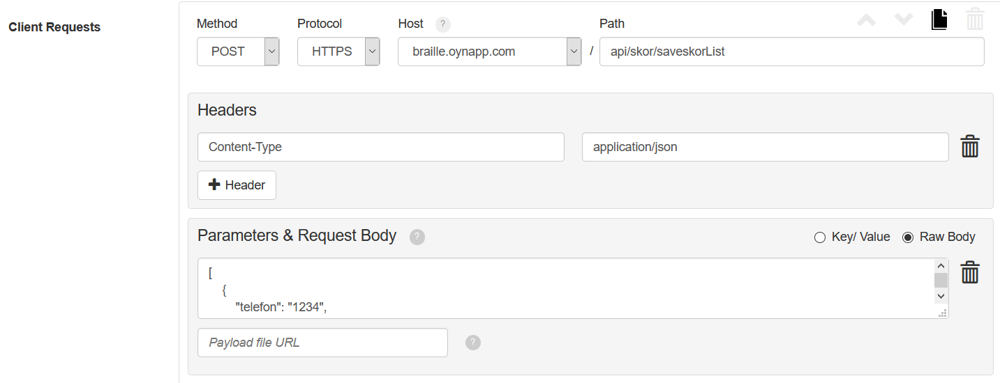 Client Requests
Method Protocol Host ? Path
POST HTTPS braille.oynapp.com / api/skor/saveskorList
Headers
Content-Type application/json
+ Header
Parameters & Request Body ? Key/ Value Raw Body
[
{
"telefon": "1234",
Payload file URL ?